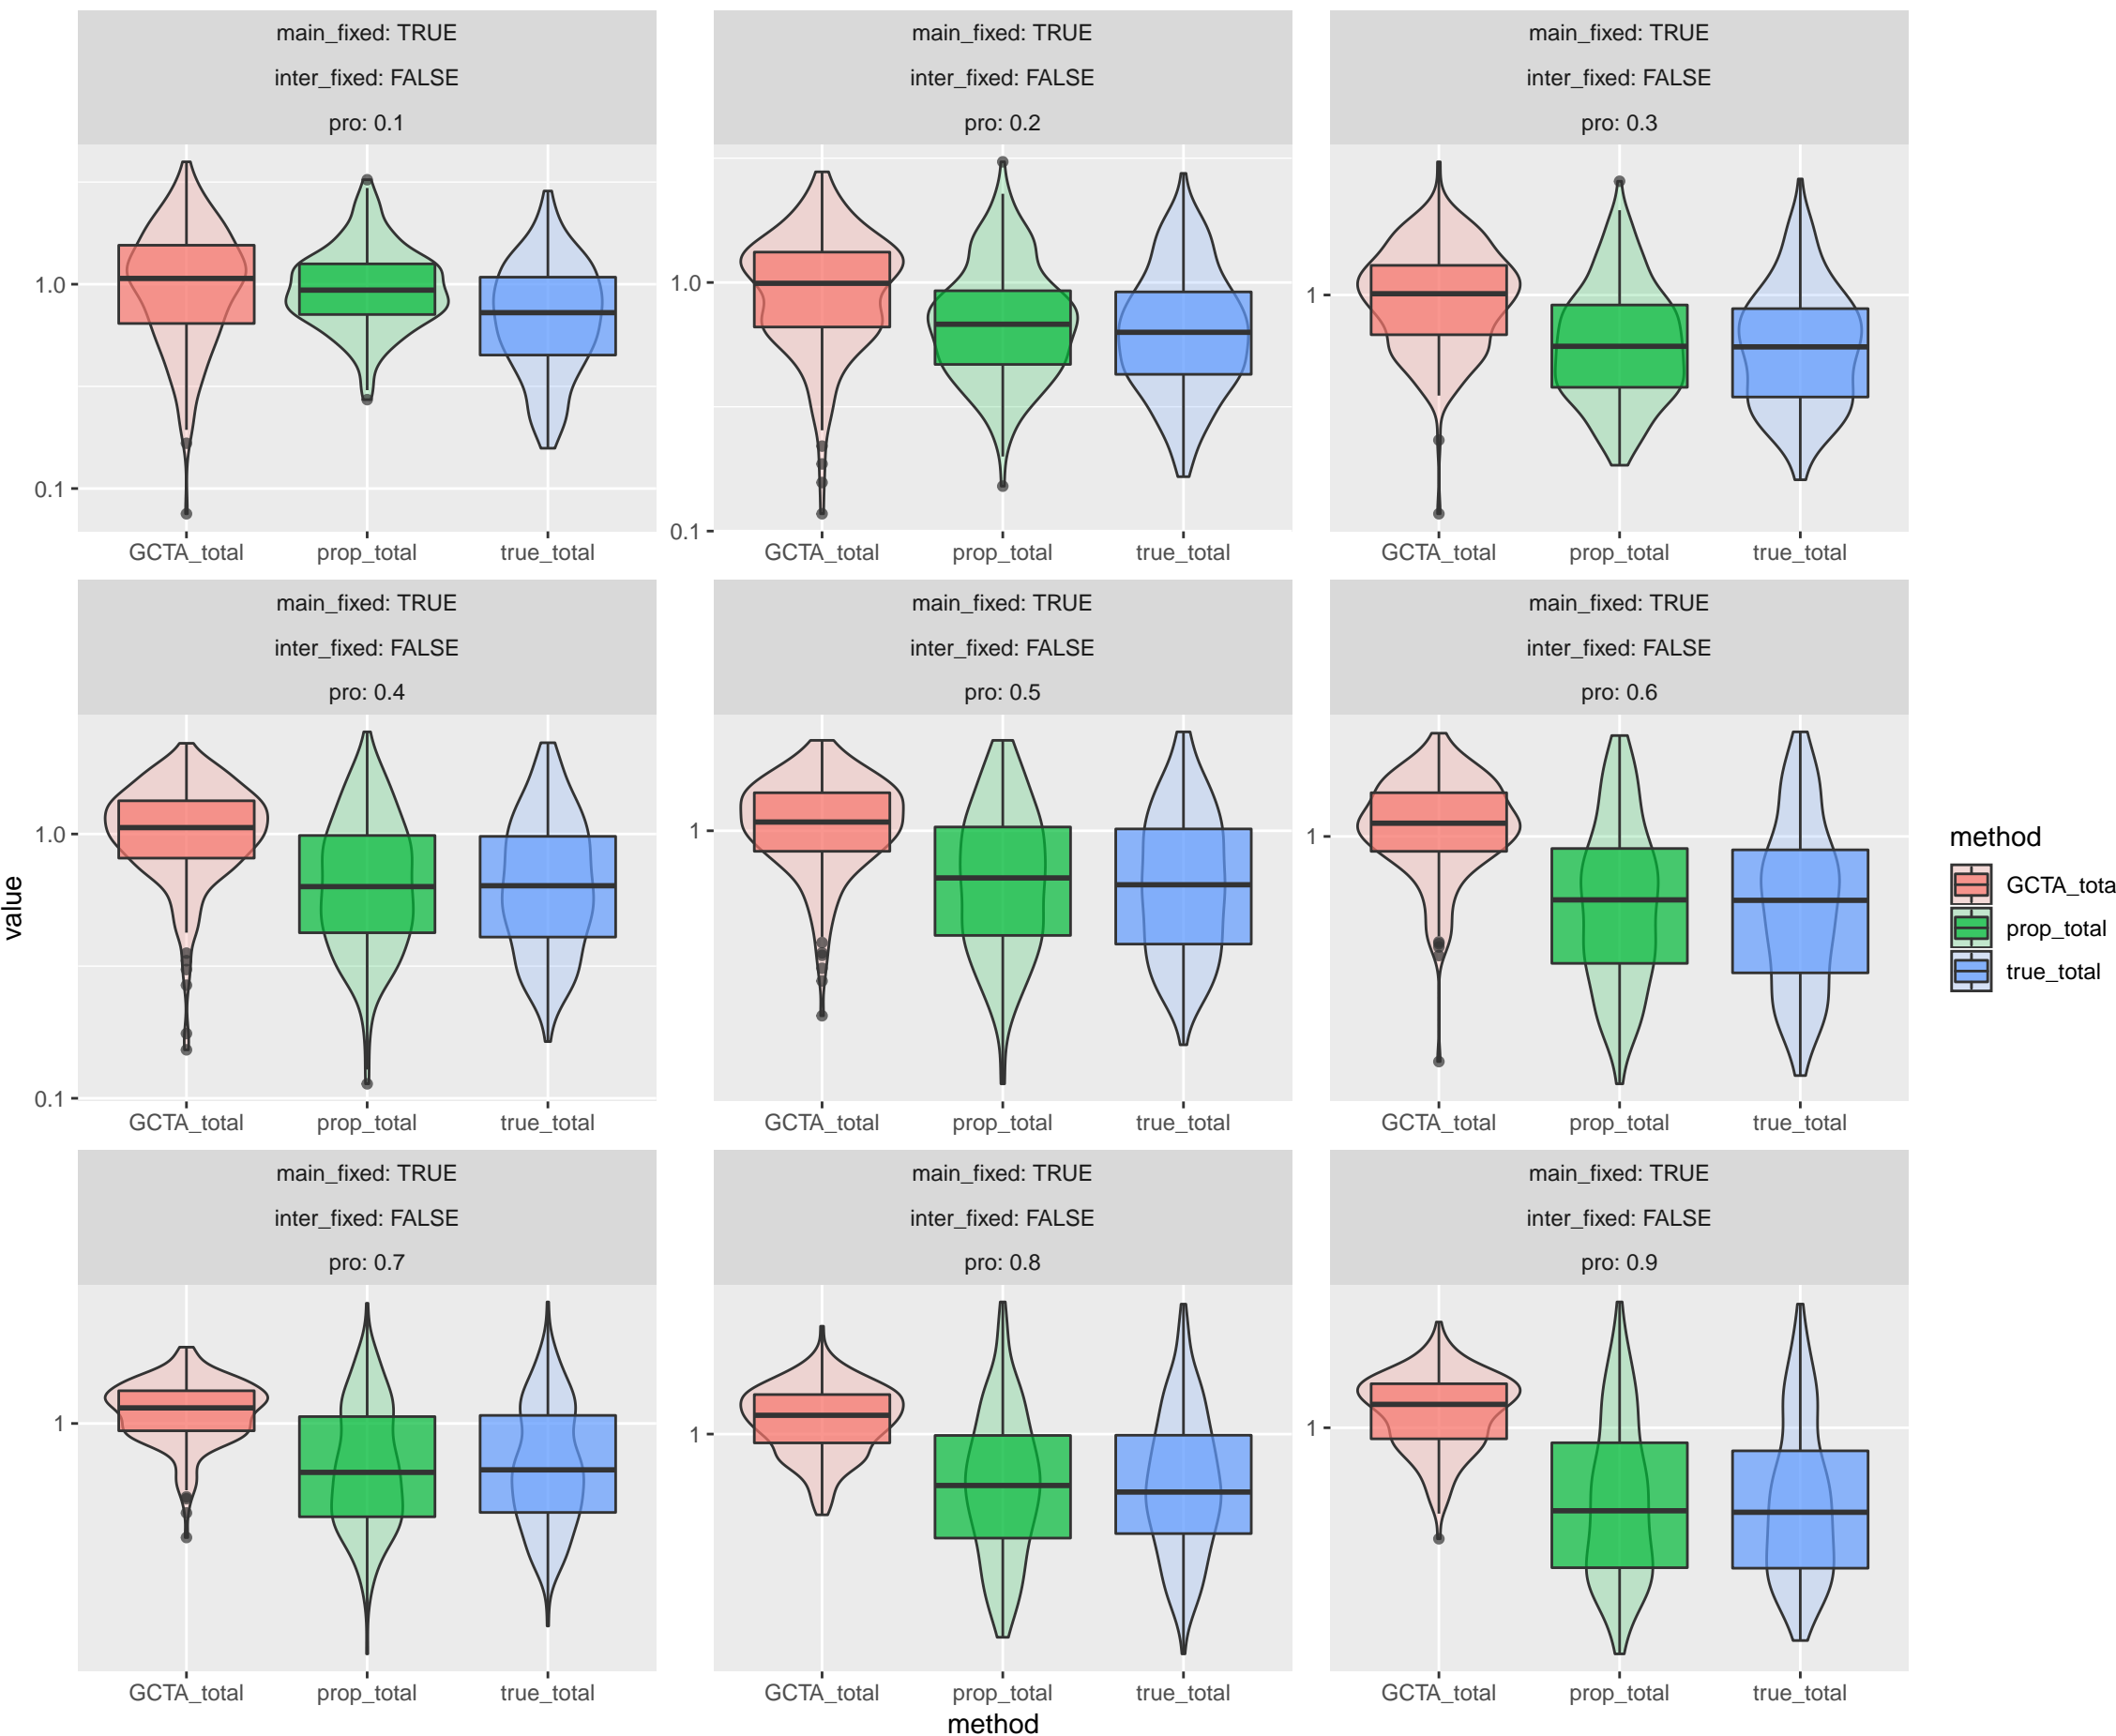 main_fixed: TRUE
inter_fixed: FALSE
pro: 0.1
main_fixed: TRUE
inter_fixed: FALSE
pro: 0.2
main_fixed: TRUE
inter_fixed: FALSE
pro: 0.3
1.0
0.1
GCTA_total
prop_total
true_total
1.0
0.1
GCTA_total
prop_total
true_total
1
GCTA_total
prop_total
true_total
main_fixed: TRUE
inter_fixed: FALSE
pro: 0.4
main_fixed: TRUE
inter_fixed: FALSE
pro: 0.5
main_fixed: TRUE
inter_fixed: FALSE
pro: 0.6
value
1.0
0.1
GCTA_total
prop_total
true_total
1
GCTA_total
prop_total
true_total
1
GCTA_total
prop_total
true_total
method
GCTA_tota
prop_total
true_total
main_fixed: TRUE
inter_fixed: FALSE
pro: 0.7
main_fixed: TRUE
inter_fixed: FALSE
pro: 0.8
main_fixed: TRUE
inter_fixed: FALSE
pro: 0.9
1
GCTA_total
prop_total
true_total
1
GCTA_total
prop_total
true_total
1
GCTA_total
prop_total
true_total
method